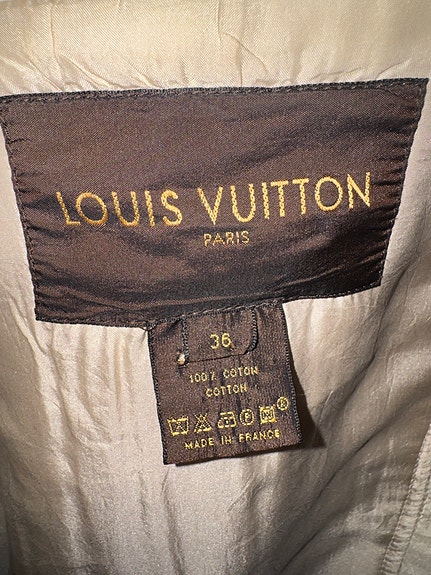 LOUIS VUITTON
PARIS
36
100% COTON
COTTON
P ®
MADE IN FRANCE